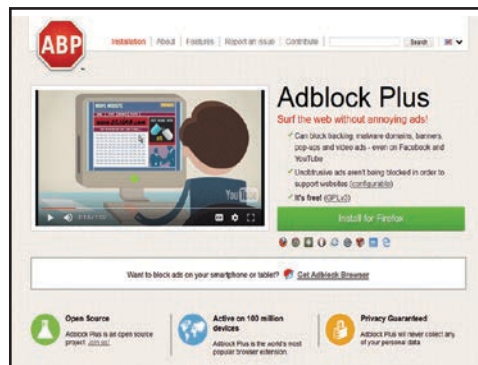 ABP
Installation | About | Features | Report an issue | Contribute
Search
Adblock Plus
Surf the web without annoying ads!
Can block tracking, malware domains, banners,
pop-ups and video ads - even on Facebook and
YouTube
Unobtrusive ads aren't being blocked in order to
support websites (configurable)
It's free! (GPLv3)
Install for Firefox
YouTube
Want to block ads on your smartphone or tablet? Get Adblock Browser
Open Source
Adblock Plus is an open source
project. Join us!
Active on 100 million
devices
Adblock Plus is the world's most
popular browser extension.
Privacy Guaranteed
Adblock Plus will never collect any
of your personal data.